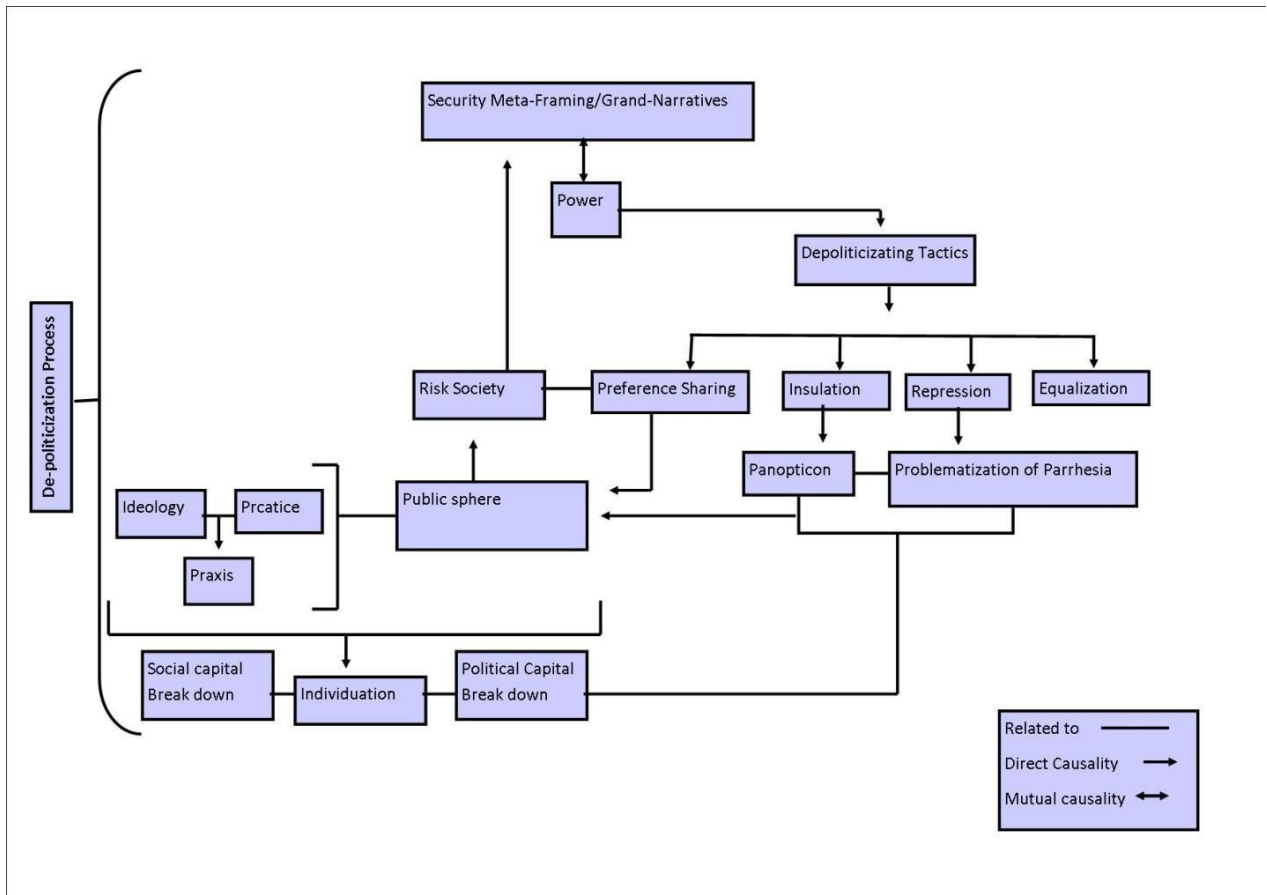 Security Meta-Framing/Grand-Narratives
Power
Depoliticizating Tactics
De-politicization Process
Risk Society
Preference Sharing
Insulation
Repression
Equalization
Panopticon
Problematization of Parrhesia
Public sphere
Ideology
Prcatice
Praxis
Social capital
Break down
Individuation
Political Capital
Break down
Related to
Direct Causality
Mutual causality